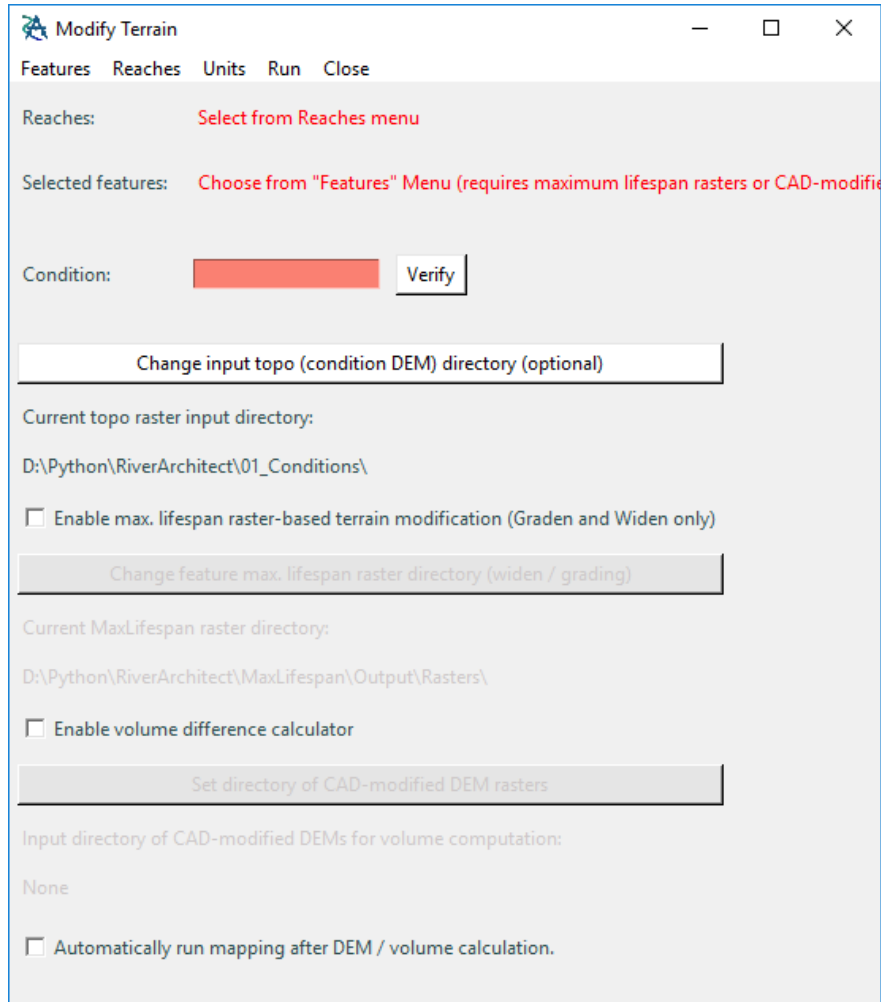 Modify Terrain
Features Reaches Units Run Close
Reaches: Select from Reaches menu
Selected features: Choose from "Features" Menu (requires maximum lifespan rasters or CAD-modifie
Condition: Verify
Change input topo (condition DEM) directory (optional)
Current topo raster input directory:
D:\Python\RiverArchitect\01_Conditions\
Enable max. lifespan raster-based terrain modification (Graden and Widen only)
Change feature max. lifespan raster directory (widen / grading)
Current MaxLifespan raster directory:
D:\Python\RiverArchitect\MaxLifespan\Output\Rasters\
Enable volume difference calculator
Set directory of CAD-modified DEM rasters
Input directory of CAD-modified DEMs for volume computation:
None
Automatically run mapping after DEM / volume calculation.